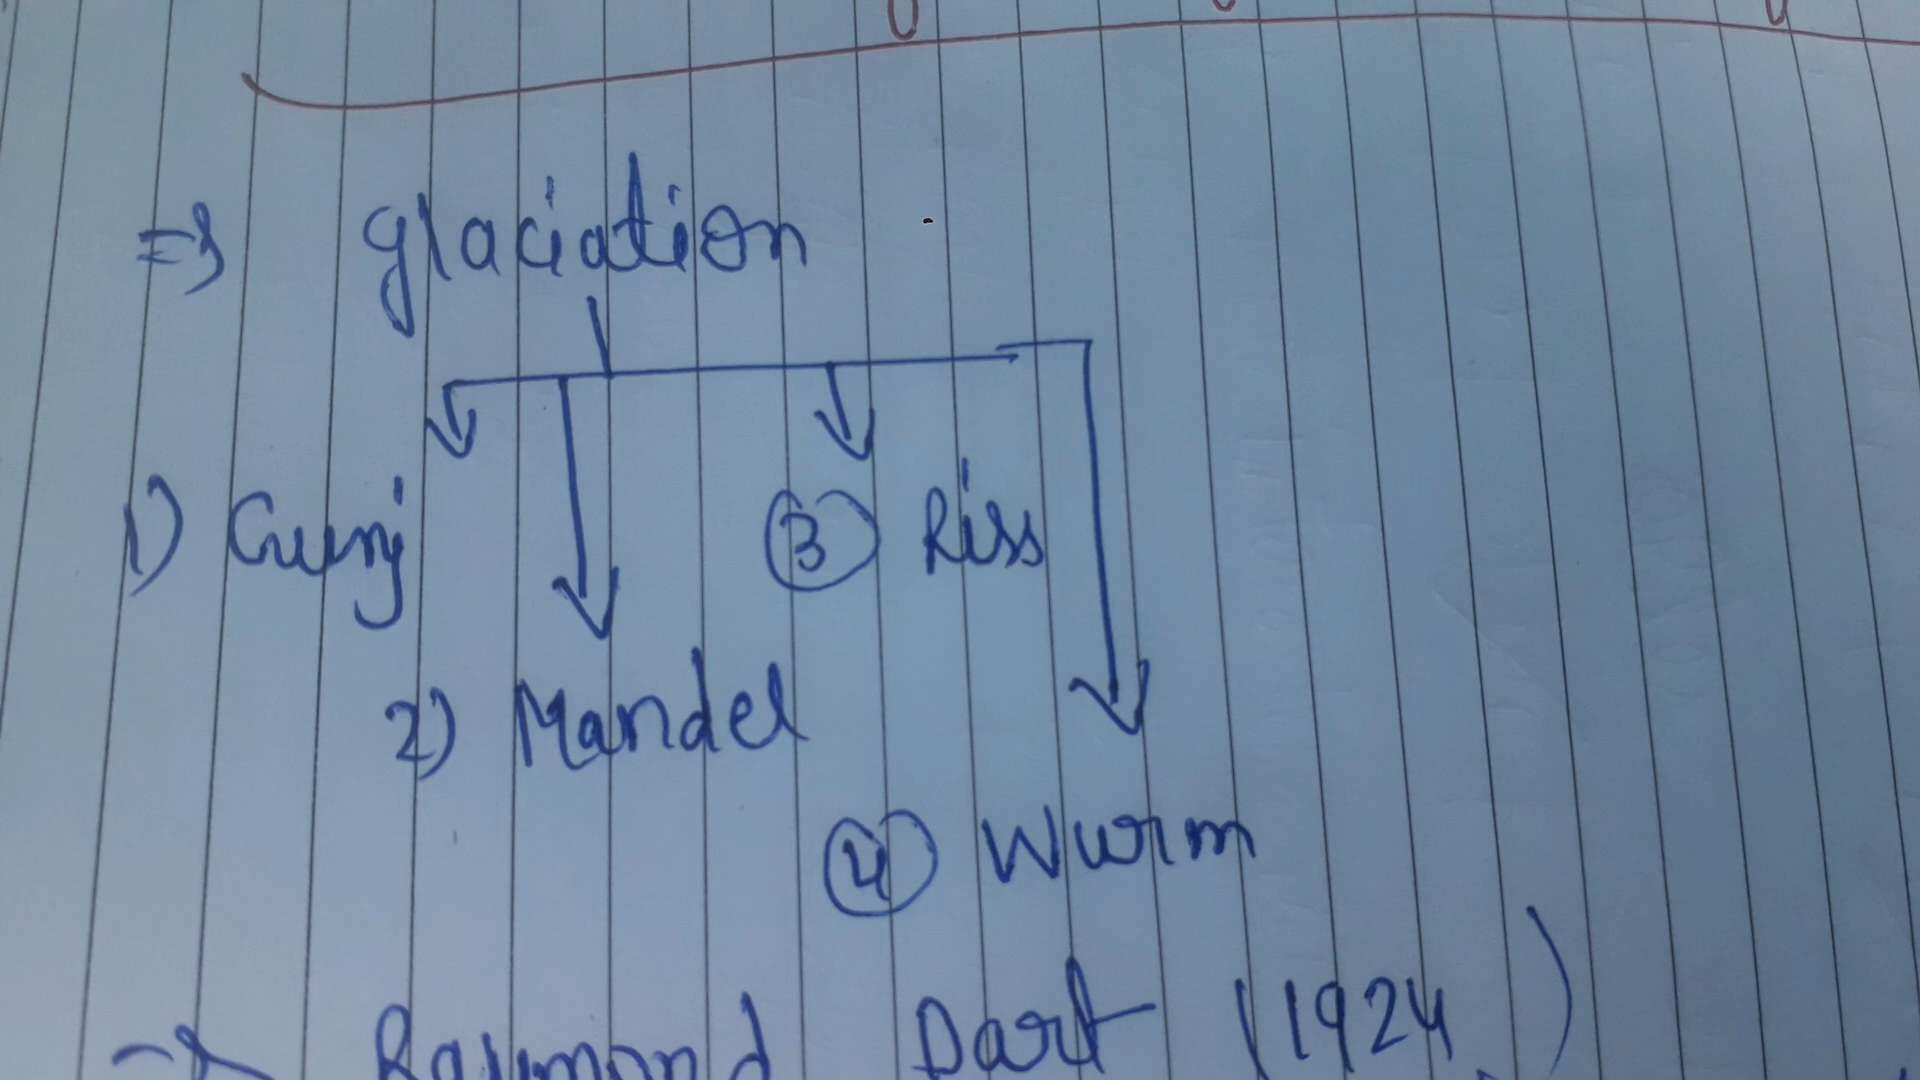 => glaciation
1) Gunj
③ Riss
2) Mandel
④ Wurm
→ Raymond Dart (1924)